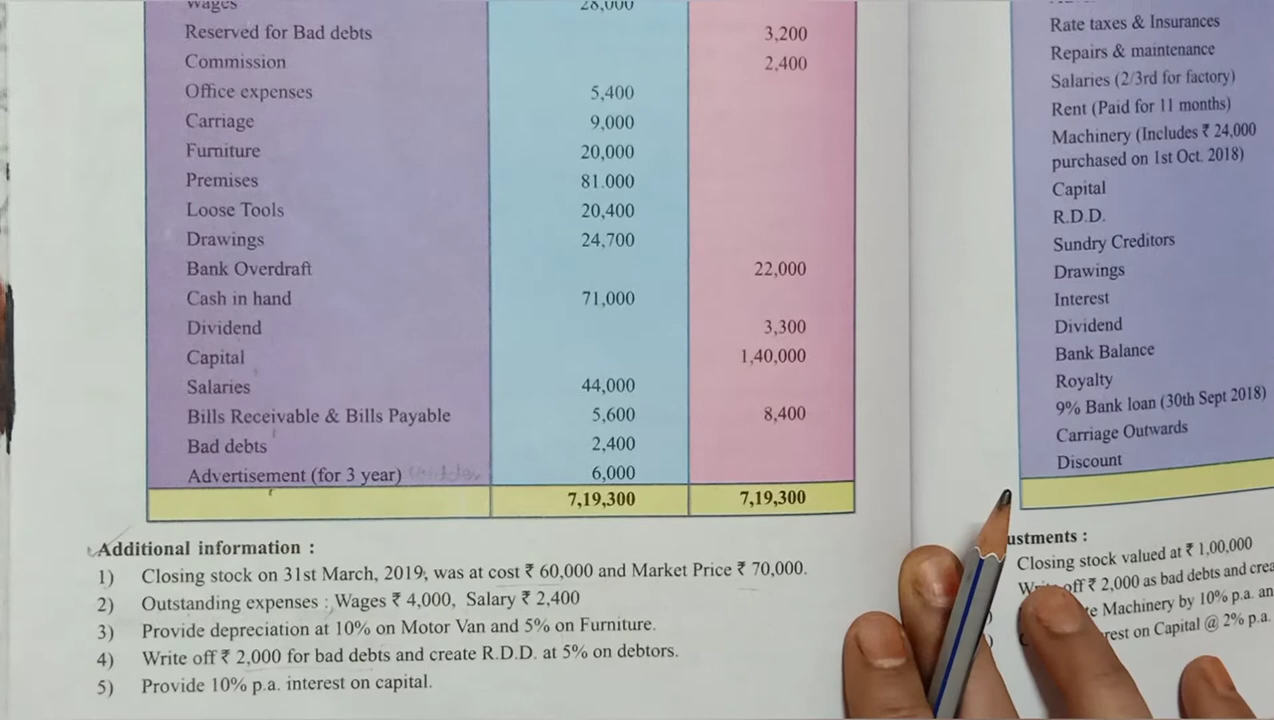 Wages 28,000
Reserved for Bad debts 3,200
Commission 2,400
Office expenses 5,400
Carriage 9,000
Furniture 20,000
Premises 81.000
Loose Tools 20,400
Drawings 24,700
Bank Overdraft 22,000
Cash in hand 71,000
Dividend 3,300
Capital 1,40,000
Salaries 44,000
Bills Receivable & Bills Payable 5,600 8,400
Bad debts 2,400
Advertisement (for 3 year) 6,000
7,19,300 7,19,300
Additional information :
1) Closing stock on 31st March, 2019, was at cost ₹ 60,000 and Market Price ₹ 70,000.
2) Outstanding expenses : Wages ₹ 4,000, Salary ₹ 2,400
3) Provide depreciation at 10% on Motor Van and 5% on Furniture.
4) Write off ₹ 2,000 for bad debts and create R.D.D. at 5% on debtors.
5) Provide 10% p.a. interest on capital.
Rate taxes & Insurances
Repairs & maintenance
Salaries (2/3rd for factory)
Rent (Paid for 11 months)
Machinery (Includes ₹ 24,000
purchased on 1st Oct. 2018)
Capital
R.D.D.
Sundry Creditors
Drawings
Interest
Dividend
Bank Balance
Royalty
9% Bank loan (30th Sept 2018)
Carriage Outwards
Discount
ustments :
Closing stock valued at ₹ 1,00,000
off ₹ 2,000 as bad debts and crea
te Machinery by 10% p.a. an
rest on Capital @ 2% p.a.